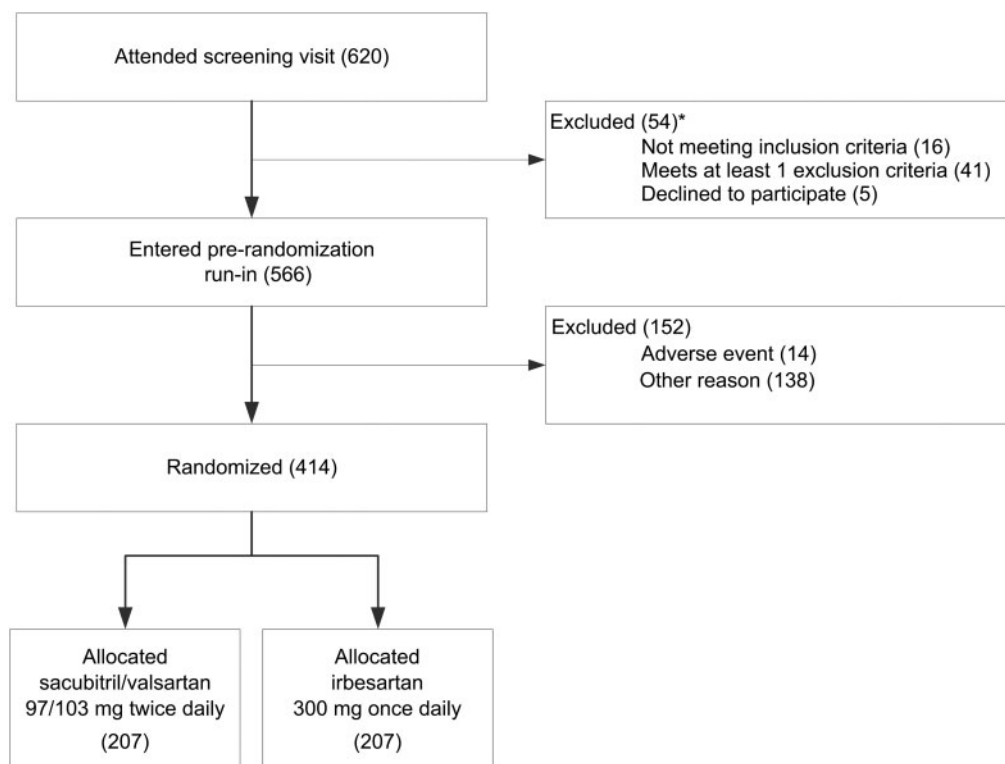 Attended screening visit (620)
Excluded (54)*
Not meeting inclusion criteria (16)
Meets at least 1 exclusion criteria (41)
Declined to participate (5)
Entered pre-randomization
run-in (566)
Excluded (152)
Adverse event (14)
Other reason (138)
Randomized (414)
Allocated
sacubitril/valsartan
97/103 mg twice daily
(207)
Allocated
irbesartan
300 mg once daily
(207)